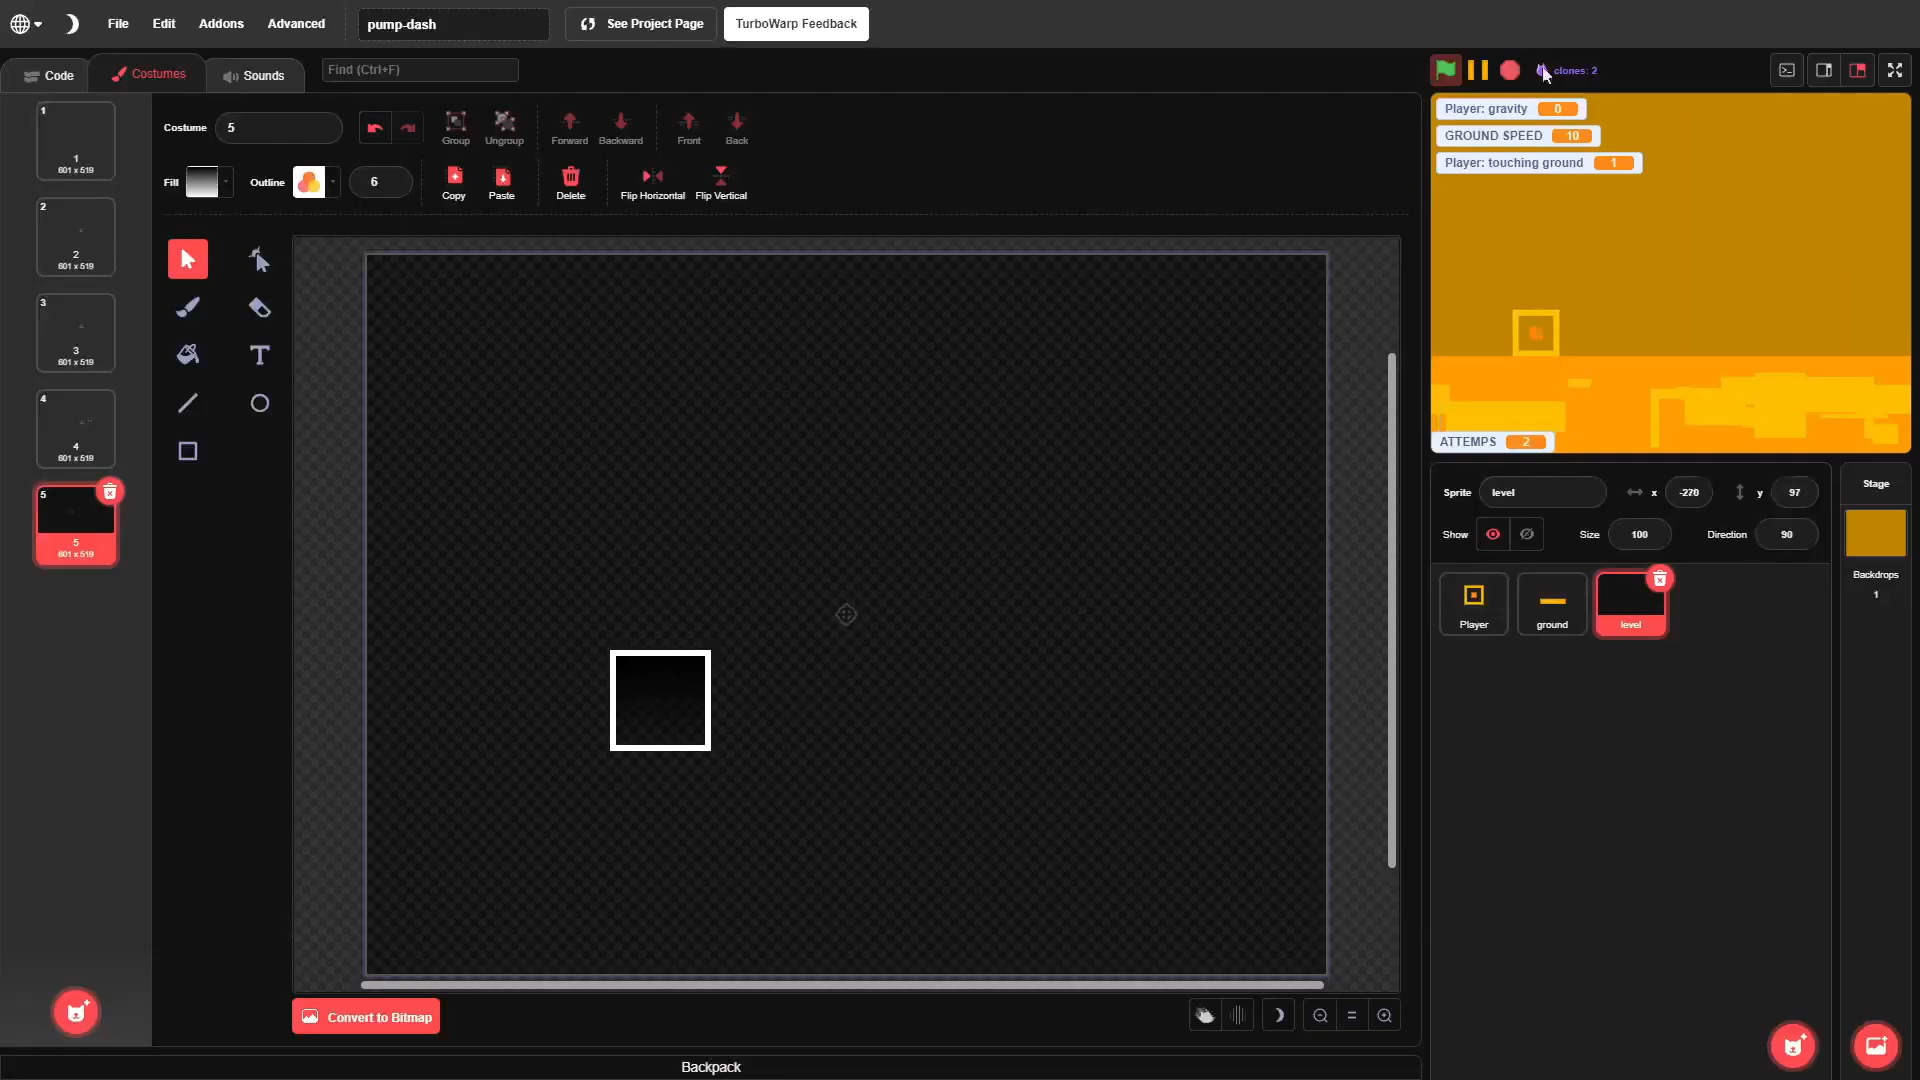 File Edit Addons Advanced pump-dash See Project Page TurboWarp Feedback
Code Costumes Sounds Find (Ctrl+F) clones: 2
1
1
601 x 519
2
2
601 x 519
3
3
601 x 519
4
4
601 x 519
5
5
601 x 519
Costume 5 Group Ungroup Forward Backward Front Back
Fill Outline 6 Copy Paste Delete Flip Horizontal Flip Vertical
Convert to Bitmap
Backpack
Player: gravity 0
GROUND SPEED 10
Player: touching ground 1
ATTEMPS 2
Sprite level x -270 y 97
Show Size 100 Direction 90
Player ground level
Stage
Backdrops
1